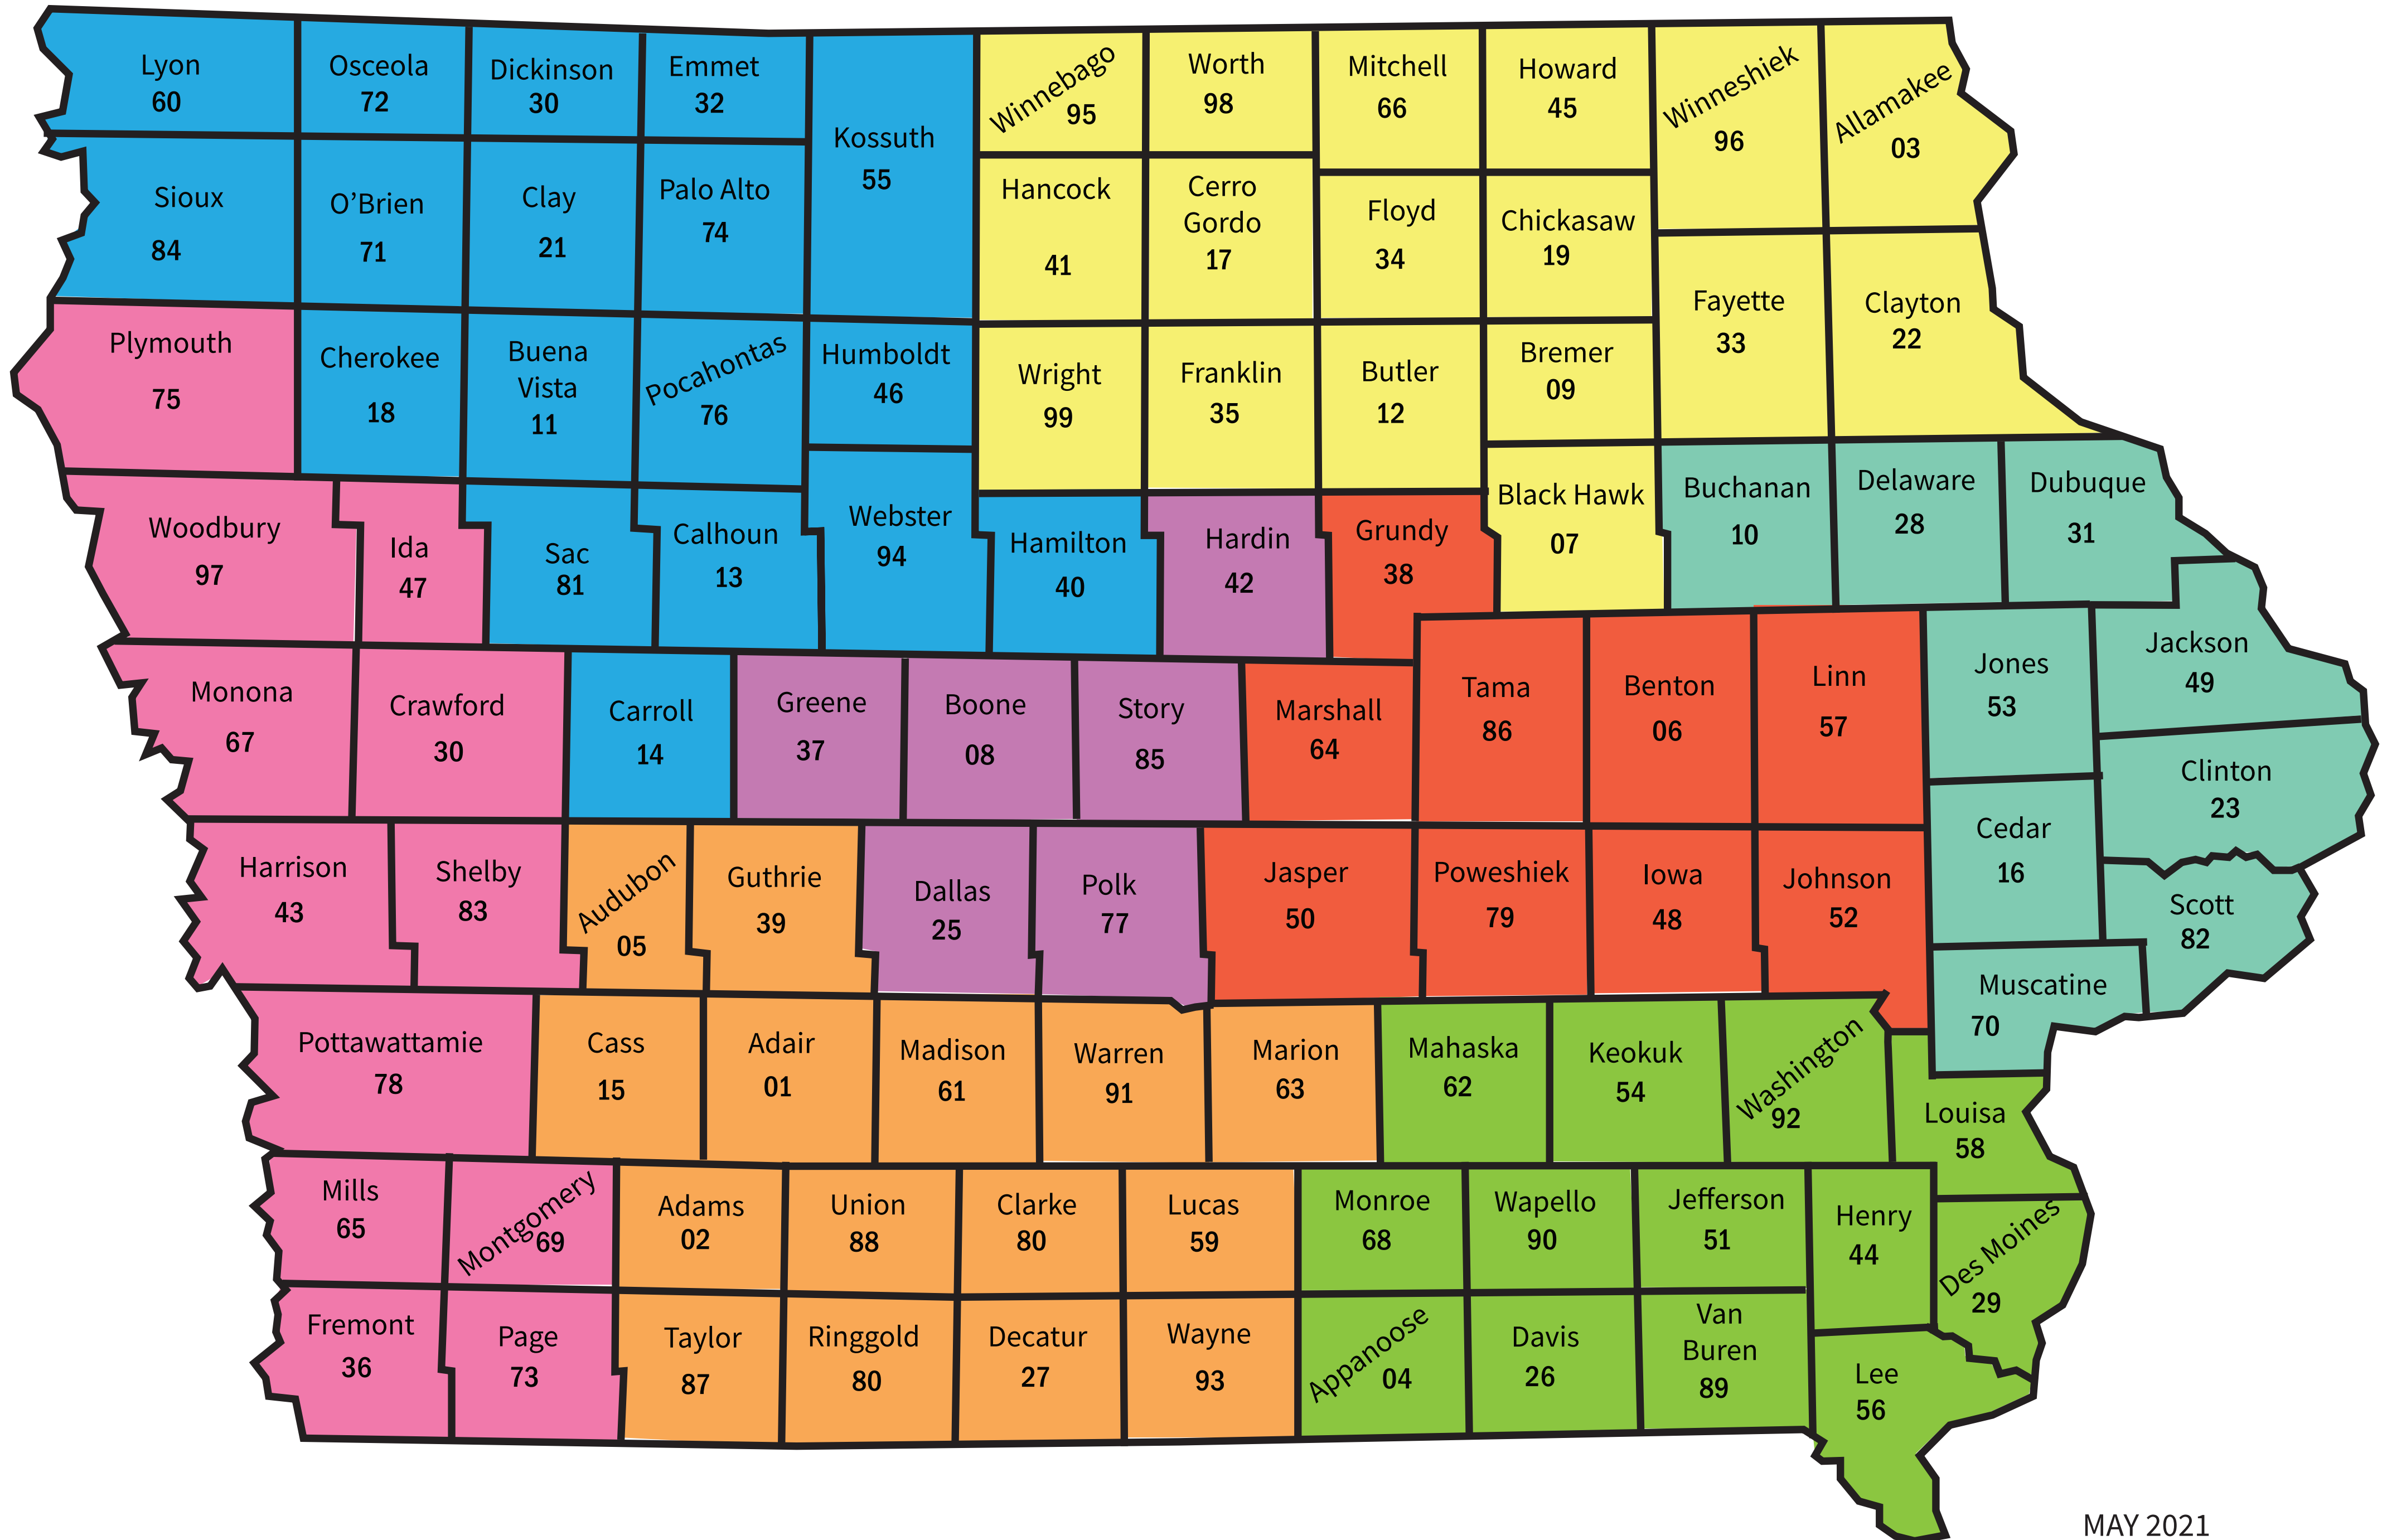 Lyon
60
Osceola
72
Dickinson
30
Emmet
32
Kossuth
55
Winnebago
95
Worth
98
Mitchell
66
Howard
45
Winneshiek
96
Allamakee
03
Sioux
84
O’Brien
71
Clay
21
Palo Alto
74
Hancock
41
Cerro
Gordo
17
Floyd
34
Chickasaw
19
Plymouth
75
Cherokee
18
Buena
Vista
11
Pocahontas
76
Humboldt
46
Wright
99
Franklin
35
Butler
12
Bremer
09
Fayette
33
Clayton
22
Woodbury
97
Ida
47
Sac
81
Calhoun
13
Webster
94
Hamilton
40
Hardin
42
Grundy
38
Black Hawk
07
Buchanan
10
Delaware
28
Dubuque
31
Monona
67
Crawford
30
Carroll
14
Greene
37
Boone
08
Story
85
Marshall
64
Tama
86
Benton
06
Linn
57
Jones
53
Jackson
49
Clinton
23
Harrison
43
Shelby
83
Audubon
05
Guthrie
39
Dallas
25
Polk
77
Jasper
50
Poweshiek
79
Iowa
48
Johnson
52
Cedar
16
Scott
82
Muscatine
70
Pottawattamie
78
Cass
15
Adair
01
Madison
61
Warren
91
Marion
63
Mahaska
62
Keokuk
54
Washington
92
Louisa
58
Mills
65
Montgomery
69
Adams
02
Union
88
Clarke
80
Lucas
59
Monroe
68
Wapello
90
Jefferson
51
Henry
44
Des Moines
29
Fremont
36
Page
73
Taylor
87
Ringgold
80
Decatur
27
Wayne
93
Appanoose
04
Davis
26
Van
Buren
89
Lee
56
MAY 2021